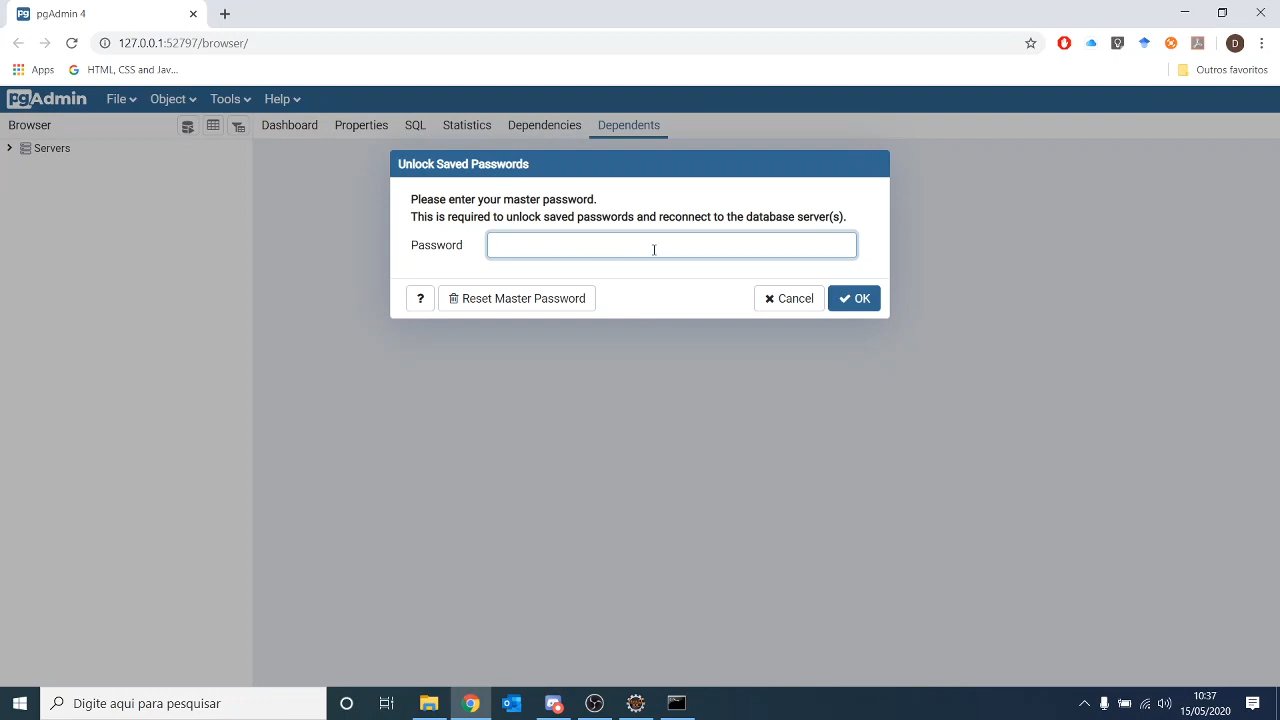 pgAdmin 4
127.0.0.1:52797/browser/
D
Apps
HTML, CSS and Jav...
Outros favoritos
pgAdmin
File
Object
Tools
Help
Browser
Dashboard
Properties
SQL
Statistics
Dependencies
Dependents
Servers
Unlock Saved Passwords
Please enter your master password.
This is required to unlock saved passwords and reconnect to the database server(s).
Password
?
Reset Master Password
Cancel
OK
Digite aqui para pesquisar
10:37
15/05/2020